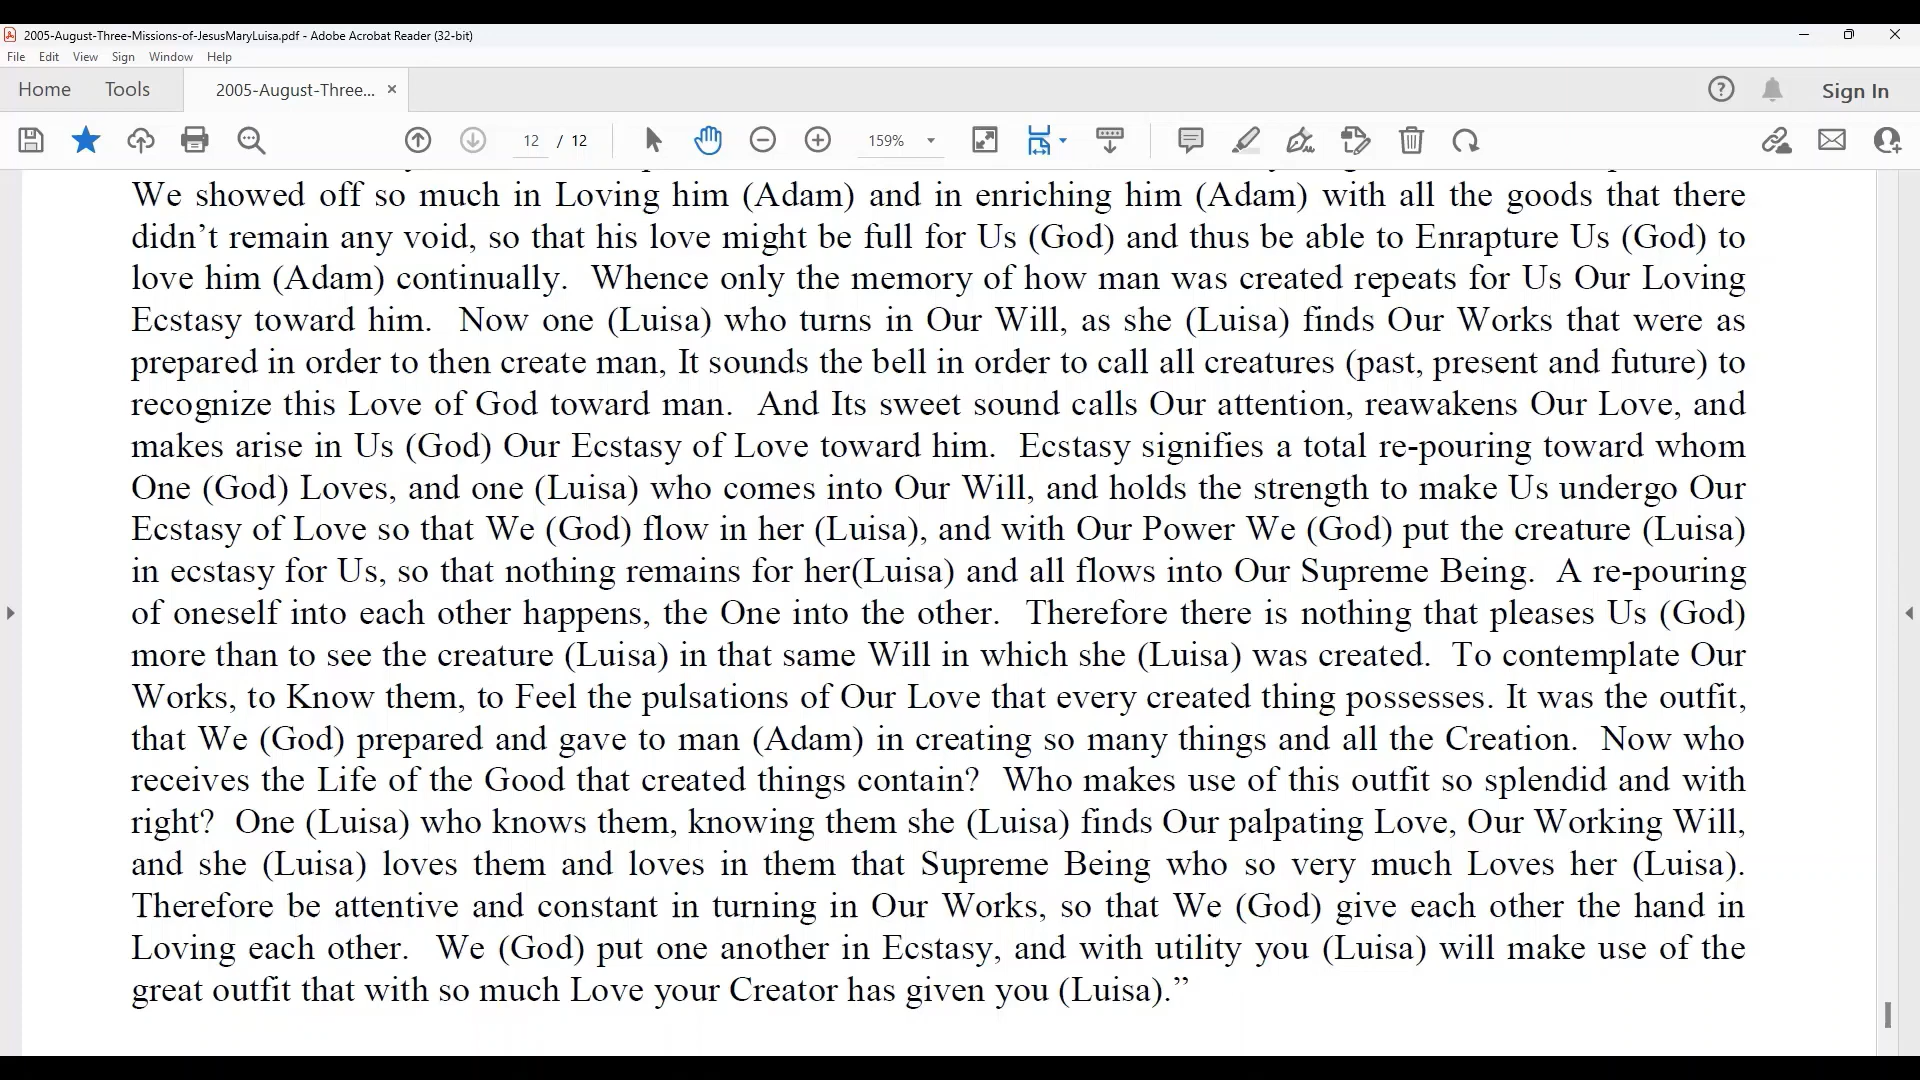 2005-August-Three-Missions-of-JesusMaryLuisa.pdf - Adobe Acrobat Reader (32-bit)
File Edit View Sign Window Help
Home Tools 2005-August-Three... × Sign In
12 / 12 159%
We showed off so much in Loving him (Adam) and in enriching him (Adam) with all the goods that there
didn’t remain any void, so that his love might be full for Us (God) and thus be able to Enrapture Us (God) to
love him (Adam) continually. Whence only the memory of how man was created repeats for Us Our Loving
Ecstasy toward him. Now one (Luisa) who turns in Our Will, as she (Luisa) finds Our Works that were as
prepared in order to then create man, It sounds the bell in order to call all creatures (past, present and future) to
recognize this Love of God toward man. And Its sweet sound calls Our attention, reawakens Our Love, and
makes arise in Us (God) Our Ecstasy of Love toward him. Ecstasy signifies a total re-pouring toward whom
One (God) Loves, and one (Luisa) who comes into Our Will, and holds the strength to make Us undergo Our
Ecstasy of Love so that We (God) flow in her (Luisa), and with Our Power We (God) put the creature (Luisa)
in ecstasy for Us, so that nothing remains for her(Luisa) and all flows into Our Supreme Being. A re-pouring
of oneself into each other happens, the One into the other. Therefore there is nothing that pleases Us (God)
more than to see the creature (Luisa) in that same Will in which she (Luisa) was created. To contemplate Our
Works, to Know them, to Feel the pulsations of Our Love that every created thing possesses. It was the outfit,
that We (God) prepared and gave to man (Adam) in creating so many things and all the Creation. Now who
receives the Life of the Good that created things contain? Who makes use of this outfit so splendid and with
right? One (Luisa) who knows them, knowing them she (Luisa) finds Our palpating Love, Our Working Will,
and she (Luisa) loves them and loves in them that Supreme Being who so very much Loves her (Luisa).
Therefore be attentive and constant in turning in Our Works, so that We (God) give each other the hand in
Loving each other. We (God) put one another in Ecstasy, and with utility you (Luisa) will make use of the
great outfit that with so much Love your Creator has given you (Luisa).”